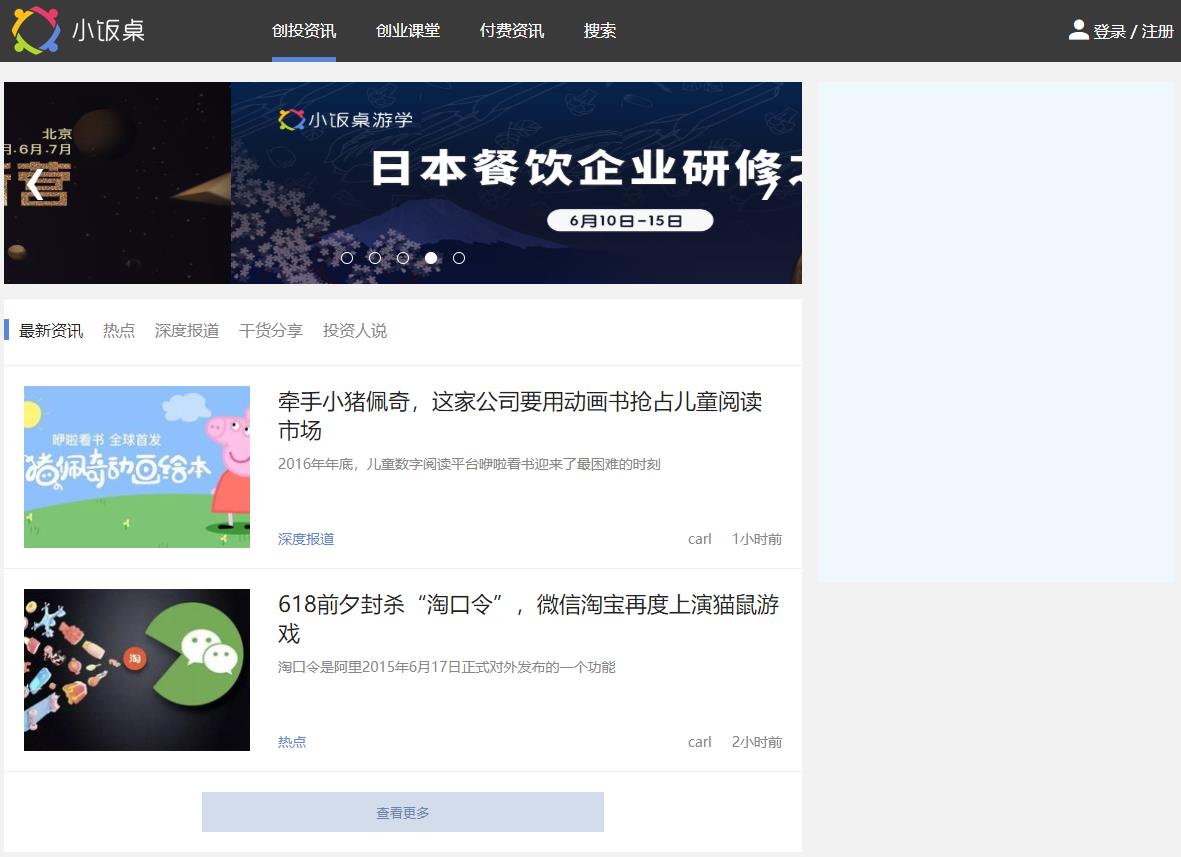 小饭桌
创投资讯 创业课堂 付费资讯 搜索
登录 / 注册
北京
月.6月.7月
小饭桌游学
日本餐饮企业研修
6月10日-15日
最新资讯 热点 深度报道 干货分享 投资人说
咿啦看书 全球首发
猪佩奇动画绘本
牵手小猪佩奇，这家公司要用动画书抢占儿童阅读
市场
2016年年底，儿童数字阅读平台咿啦看书迎来了最困难的时刻
深度报道 carl 1小时前
淘
618前夕封杀“淘口令”，微信淘宝再度上演猫鼠游
戏
淘口令是阿里2015年6月17日正式对外发布的一个功能
热点 carl 2小时前
查看更多